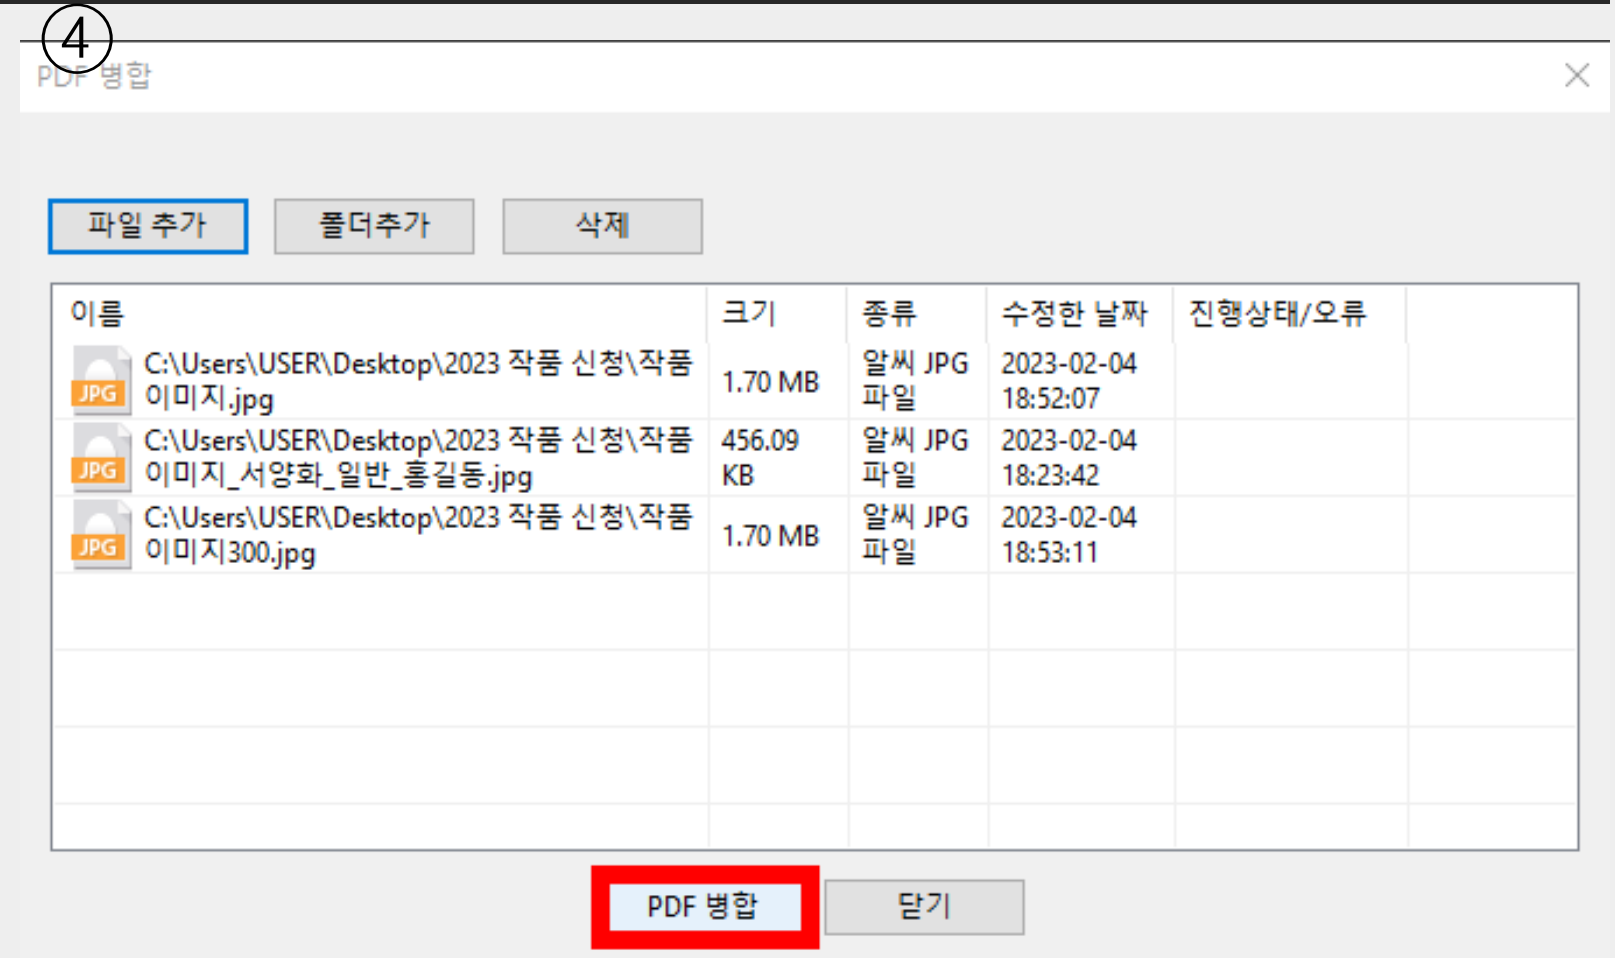 ④
PDF 병합
파일 추가 폴더추가 삭제
이름 크기 종류 수정한 날짜 진행상태/오류
JPG
C:\Users\USER\Desktop\2023 작품 신청\작품
이미지.jpg
1.70 MB
알씨 JPG
파일
2023-02-04
18:52:07
JPG
C:\Users\USER\Desktop\2023 작품 신청\작품
이미지_서양화_일반_홍길동.jpg
456.09
KB
알씨 JPG
파일
2023-02-04
18:23:42
JPG
C:\Users\USER\Desktop\2023 작품 신청\작품
이미지300.jpg
1.70 MB
알씨 JPG
파일
2023-02-04
18:53:11
PDF 병합 닫기